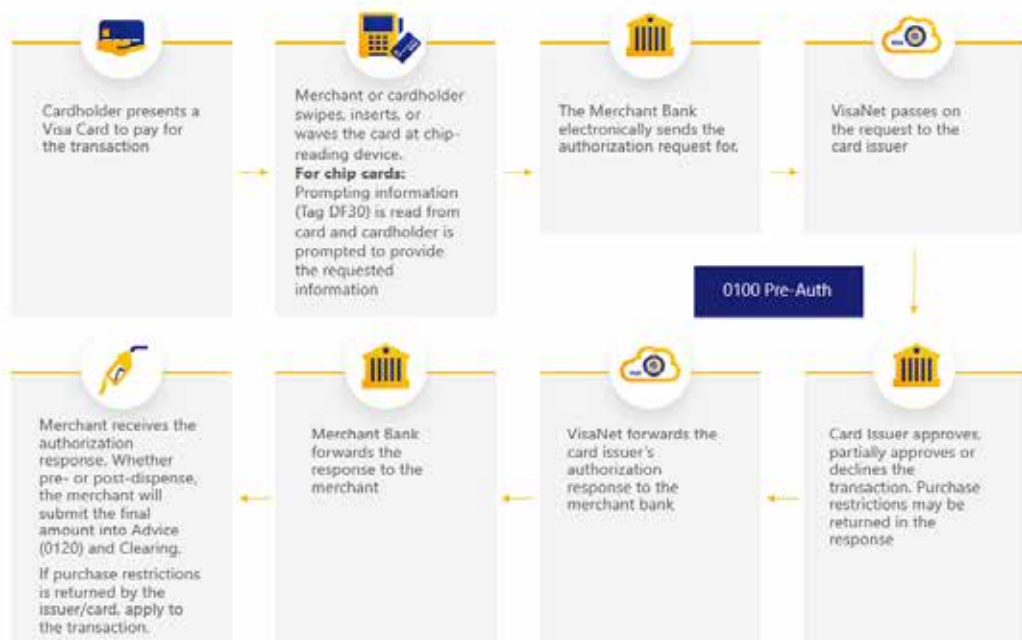 Cardholder presents a
Visa Card to pay for
the transaction
Merchant or cardholder
swipes, inserts, or
waves the card at chip-
reading device.
For chip cards:
Prompting information
(Tag DF30) is read from
card and cardholder is
prompted to provide
the requested
information
The Merchant Bank
electronically sends the
authorization request for.
VisaNet passes on
the request to the
card issuer
0100 Pre-Auth
Card Issuer approves,
partially approves or
declines the
transaction. Purchase
restrictions may be
returned in the
response
VisaNet forwards the
card issuer's
authorization
response to the
merchant bank
Merchant Bank
forwards the
response to the
merchant
Merchant receives the
authorization
response. Whether
pre- or post-dispense,
the merchant will
submit the final
amount into Advice
(0120) and Clearing.
If purchase restrictions
is returned by the
issuer/card, apply to
the transaction.